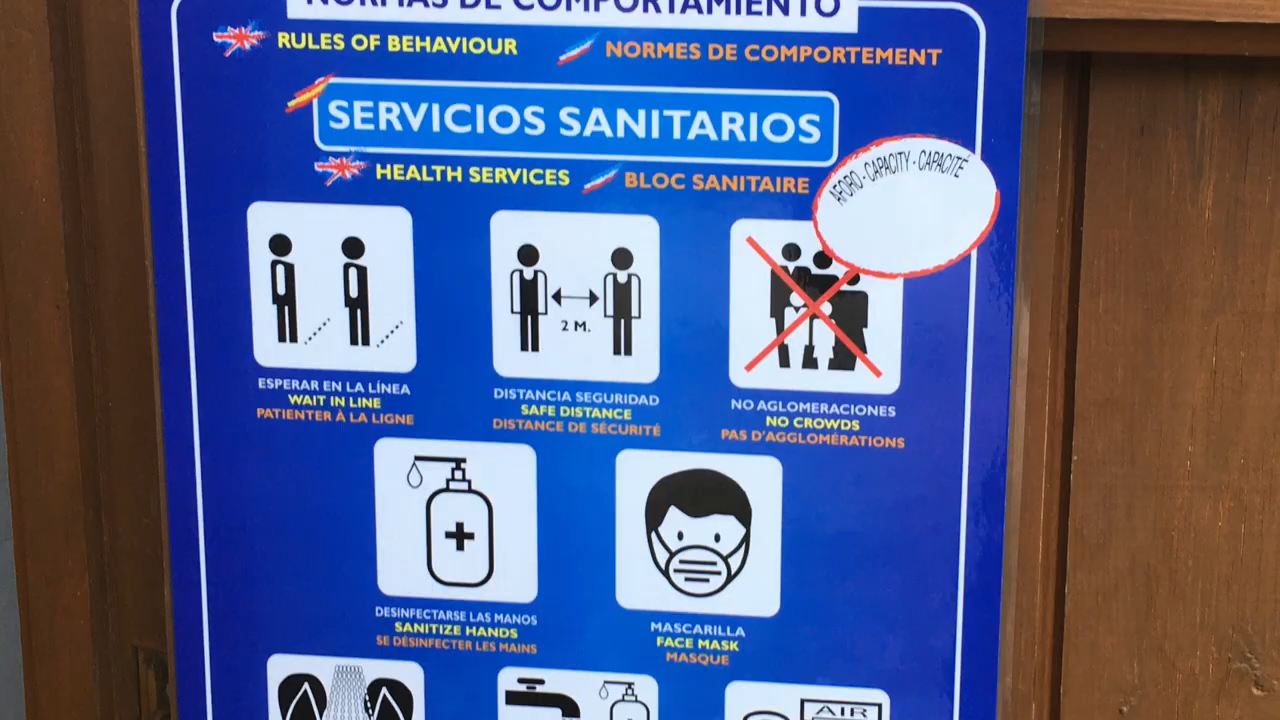 NORMAS DE COMPORTAMIENTO
RULES OF BEHAVIOUR
NORMES DE COMPORTEMENT
SERVICIOS SANITARIOS
HEALTH SERVICES
BLOC SANITAIRE
AFORO - CAPACITY - CAPACITÉ
2 M.
ESPERAR EN LA LÍNEA
WAIT IN LINE
PATIENTER À LA LIGNE
DISTANCIA SEGURIDAD
SAFE DISTANCE
DISTANCE DE SÉCURITÉ
NO AGLOMERACIONES
NO CROWDS
PAS D'AGGLOMÉRATIONS
DESINFECTARSE LAS MANOS
SANITIZE HANDS
SE DÉSINFECTER LES MAINS
MASCARILLA
FACE MASK
MASQUE
AIR